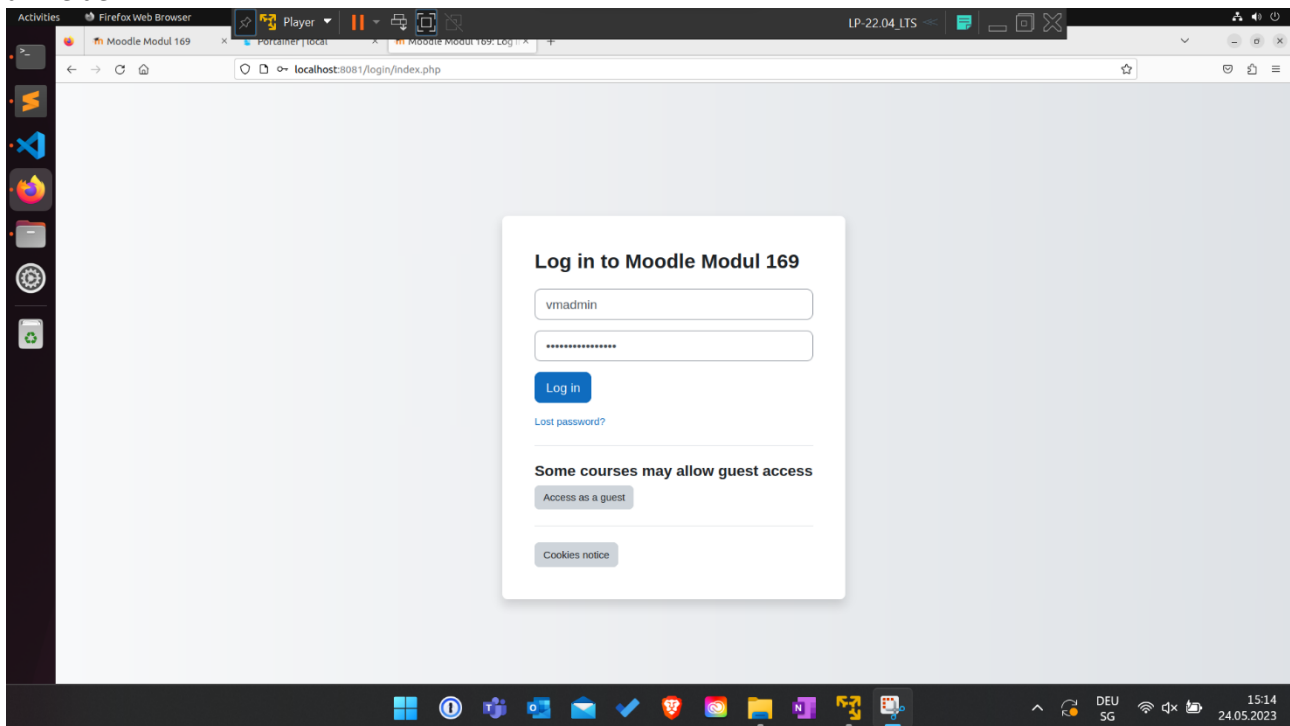 Activities Firefox Web Browser Player LP-22.04_LTS
Moodle Modul 169 Portainer | local Moodle Modul 169: Log i
localhost:8081/login/index.php
Log in to Moodle Modul 169
vmadmin
••••••••••••••••
Log in
Lost password?
Some courses may allow guest access
Access as a guest
Cookies notice
DEU 15:14
SG 24.05.2023